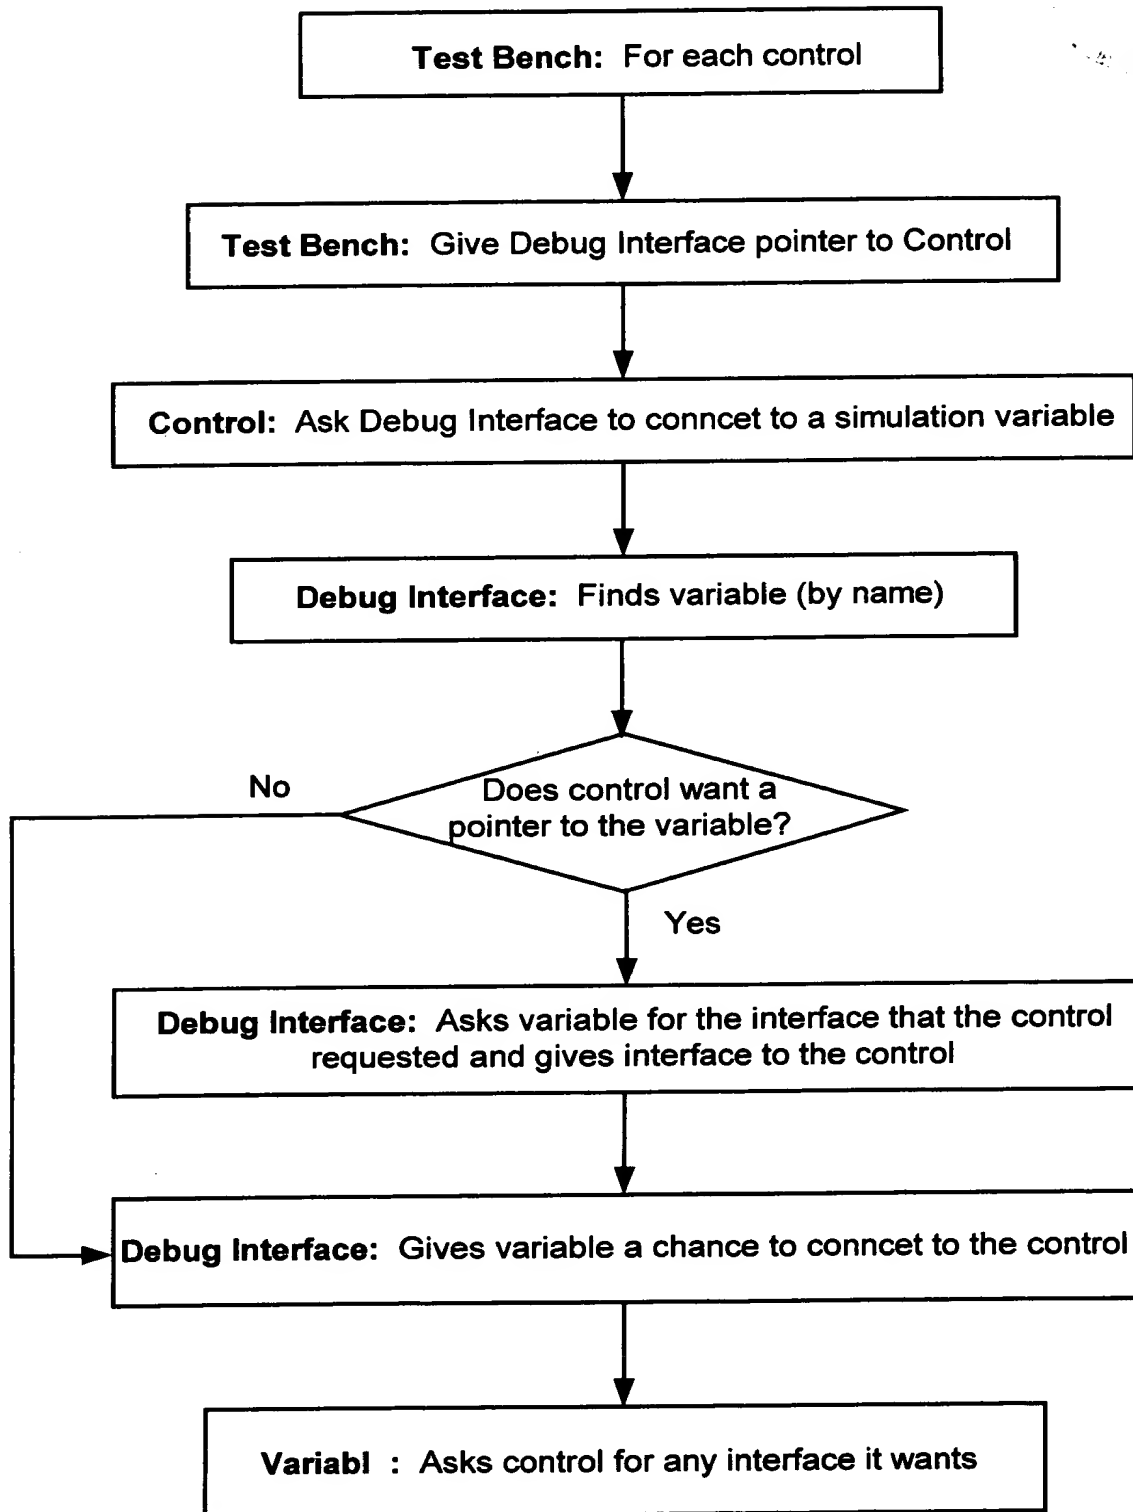 Test Bench: For each control
Test Bench: Give Debug Interface pointer to Control
Control: Ask Debug Interface to conncet to a simulation variable
Debug Interface: Finds variable (by name)
No
Does control want a
pointer to the variable?
Yes
Debug Interface: Asks variable for the interface that the control
requested and gives interface to the control
Debug Interface: Gives variable a chance to conncet to the control
Variabl : Asks control for any interface it wants